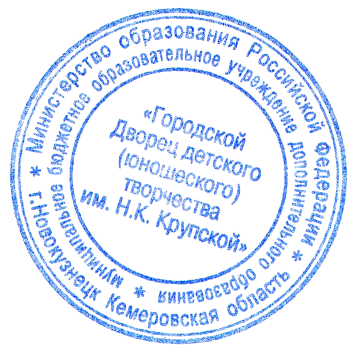 * Министерство образования Российской Федерации *
г.Новокузнецк Кемеровская область
* муниципальное бюджетное образовательное учреждение дополнительного образования
«Городской
Дворец детского
(юношеского)
творчества
им. Н.К. Крупской»